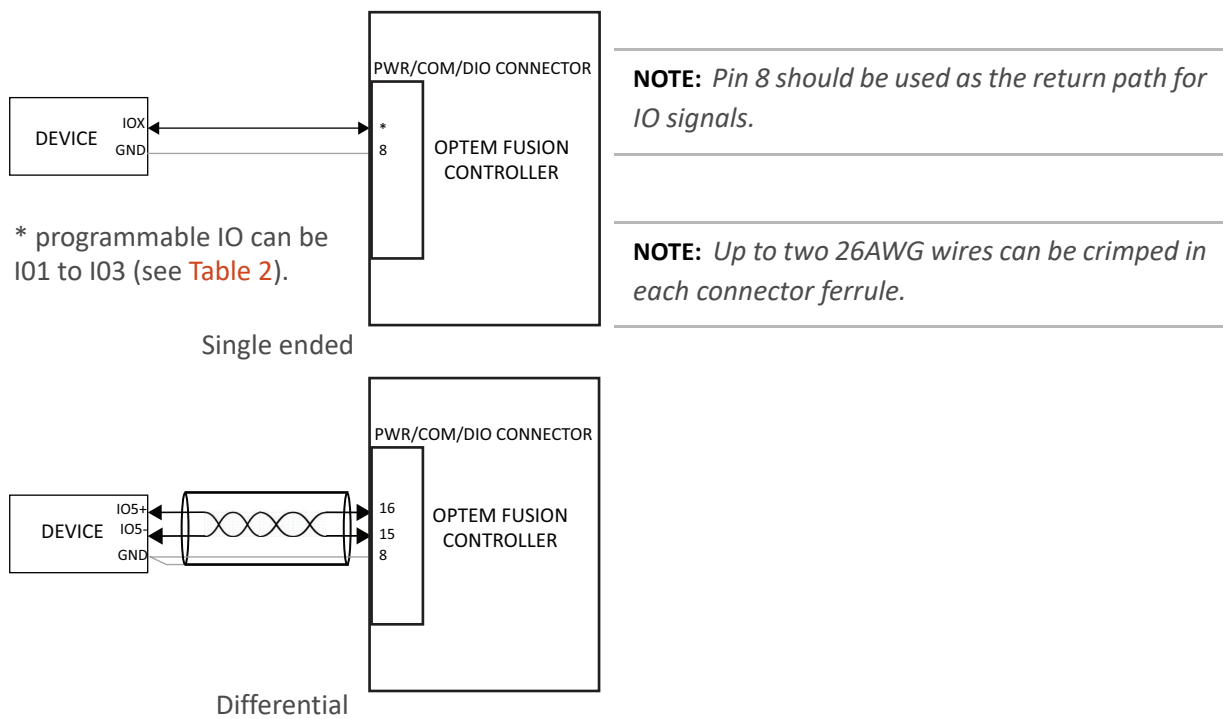 PWR/COM/DIO CONNECTOR
DEVICE
IOX
GND
*
8
OPTEM FUSION
CONTROLLER
* programmable IO can be
I01 to I03 (see Table 2).
Single ended
NOTE: Pin 8 should be used as the return path for
IO signals.
NOTE: Up to two 26AWG wires can be crimped in
each connector ferrule.
PWR/COM/DIO CONNECTOR
DEVICE
IO5+
IO5-
GND
16
15
8
OPTEM FUSION
CONTROLLER
Differential